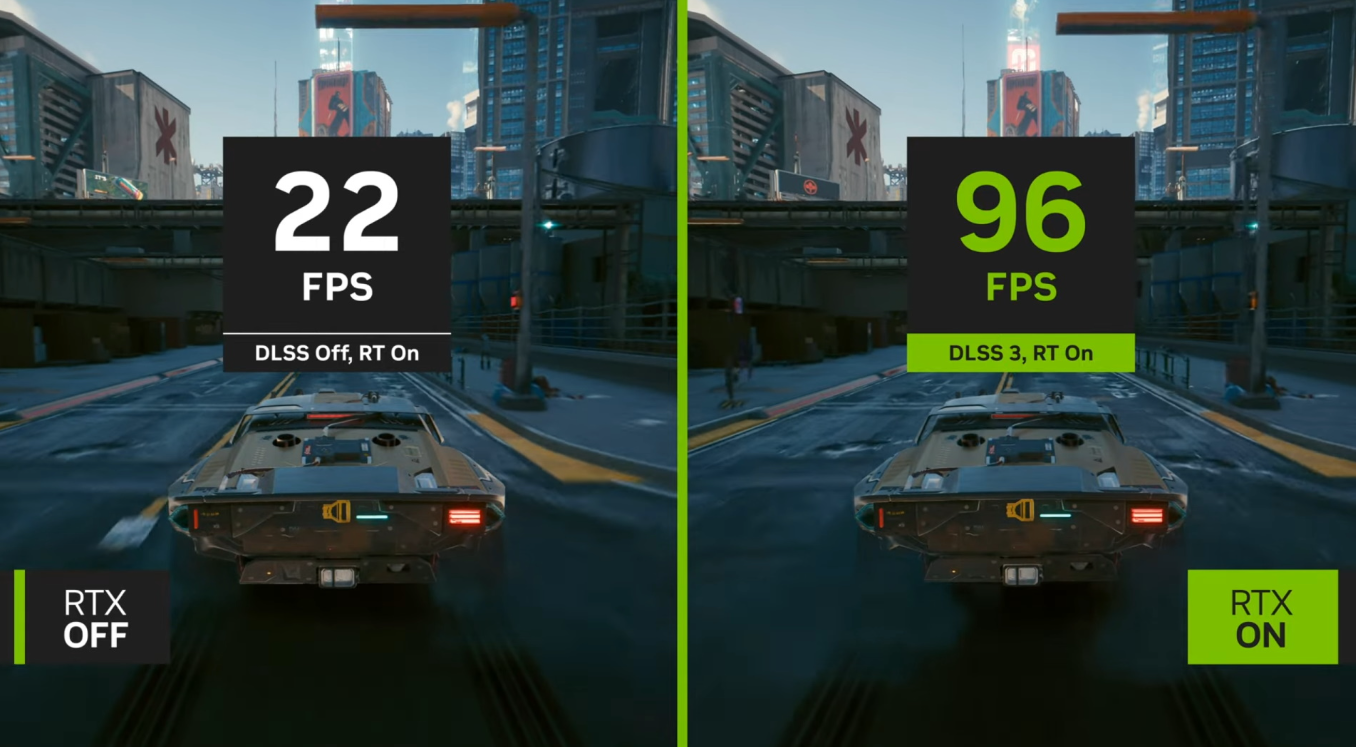 22
FPS
DLSS Off, RT On
RTX
OFF
96
FPS
DLSS 3, RT On
RTX
ON